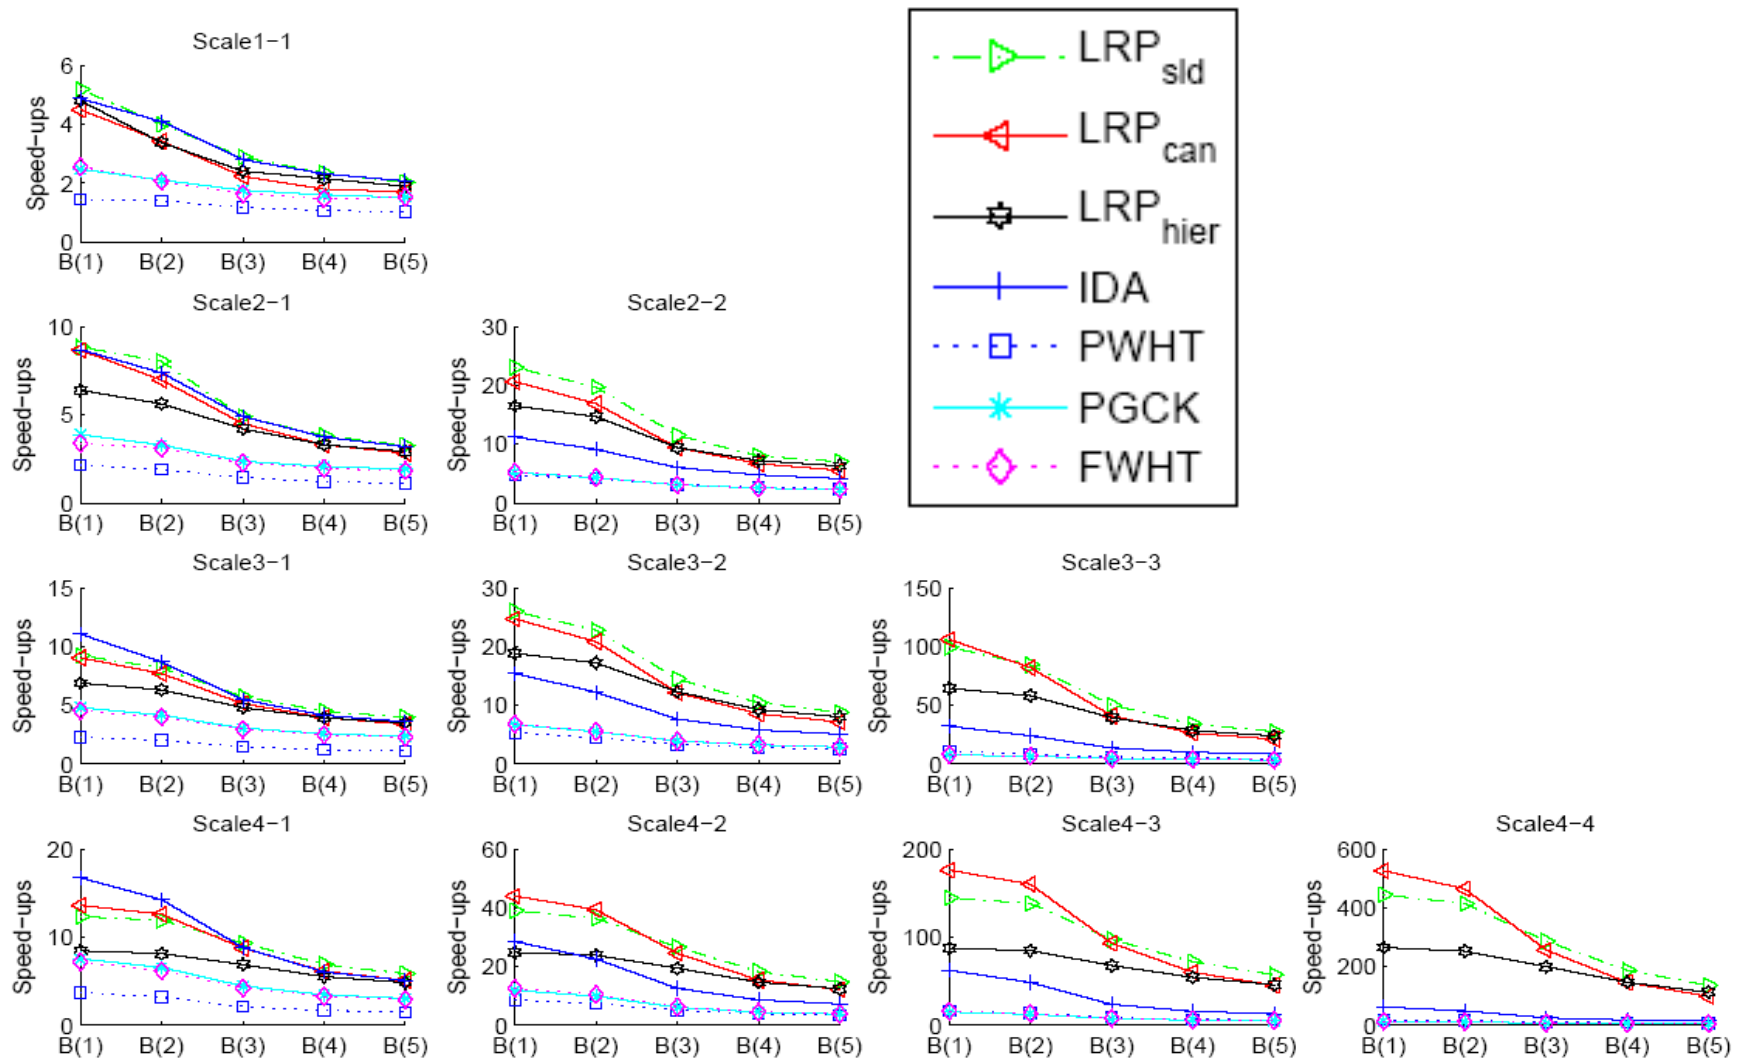 Scale1−1
Speed−ups
6
4
2
0
B(1) B(2) B(3) B(4) B(5)
LRP sld
LRP can
LRP hier
IDA
PWHT
PGCK
FWHT
Scale2−1
Speed−ups
10
5
0
B(1) B(2) B(3) B(4) B(5)
Scale2−2
Speed−ups
30
20
10
0
B(1) B(2) B(3) B(4) B(5)
Scale3−1
Speed−ups
15
10
5
0
B(1) B(2) B(3) B(4) B(5)
Scale3−2
Speed−ups
30
20
10
0
B(1) B(2) B(3) B(4) B(5)
Scale3−3
Speed−ups
150
100
50
0
B(1) B(2) B(3) B(4) B(5)
Scale4−1
Speed−ups
20
10
0
B(1) B(2) B(3) B(4) B(5)
Scale4−2
Speed−ups
60
40
20
0
B(1) B(2) B(3) B(4) B(5)
Scale4−3
Speed−ups
200
100
0
B(1) B(2) B(3) B(4) B(5)
Scale4−4
Speed−ups
600
400
200
0
B(1) B(2) B(3) B(4) B(5)